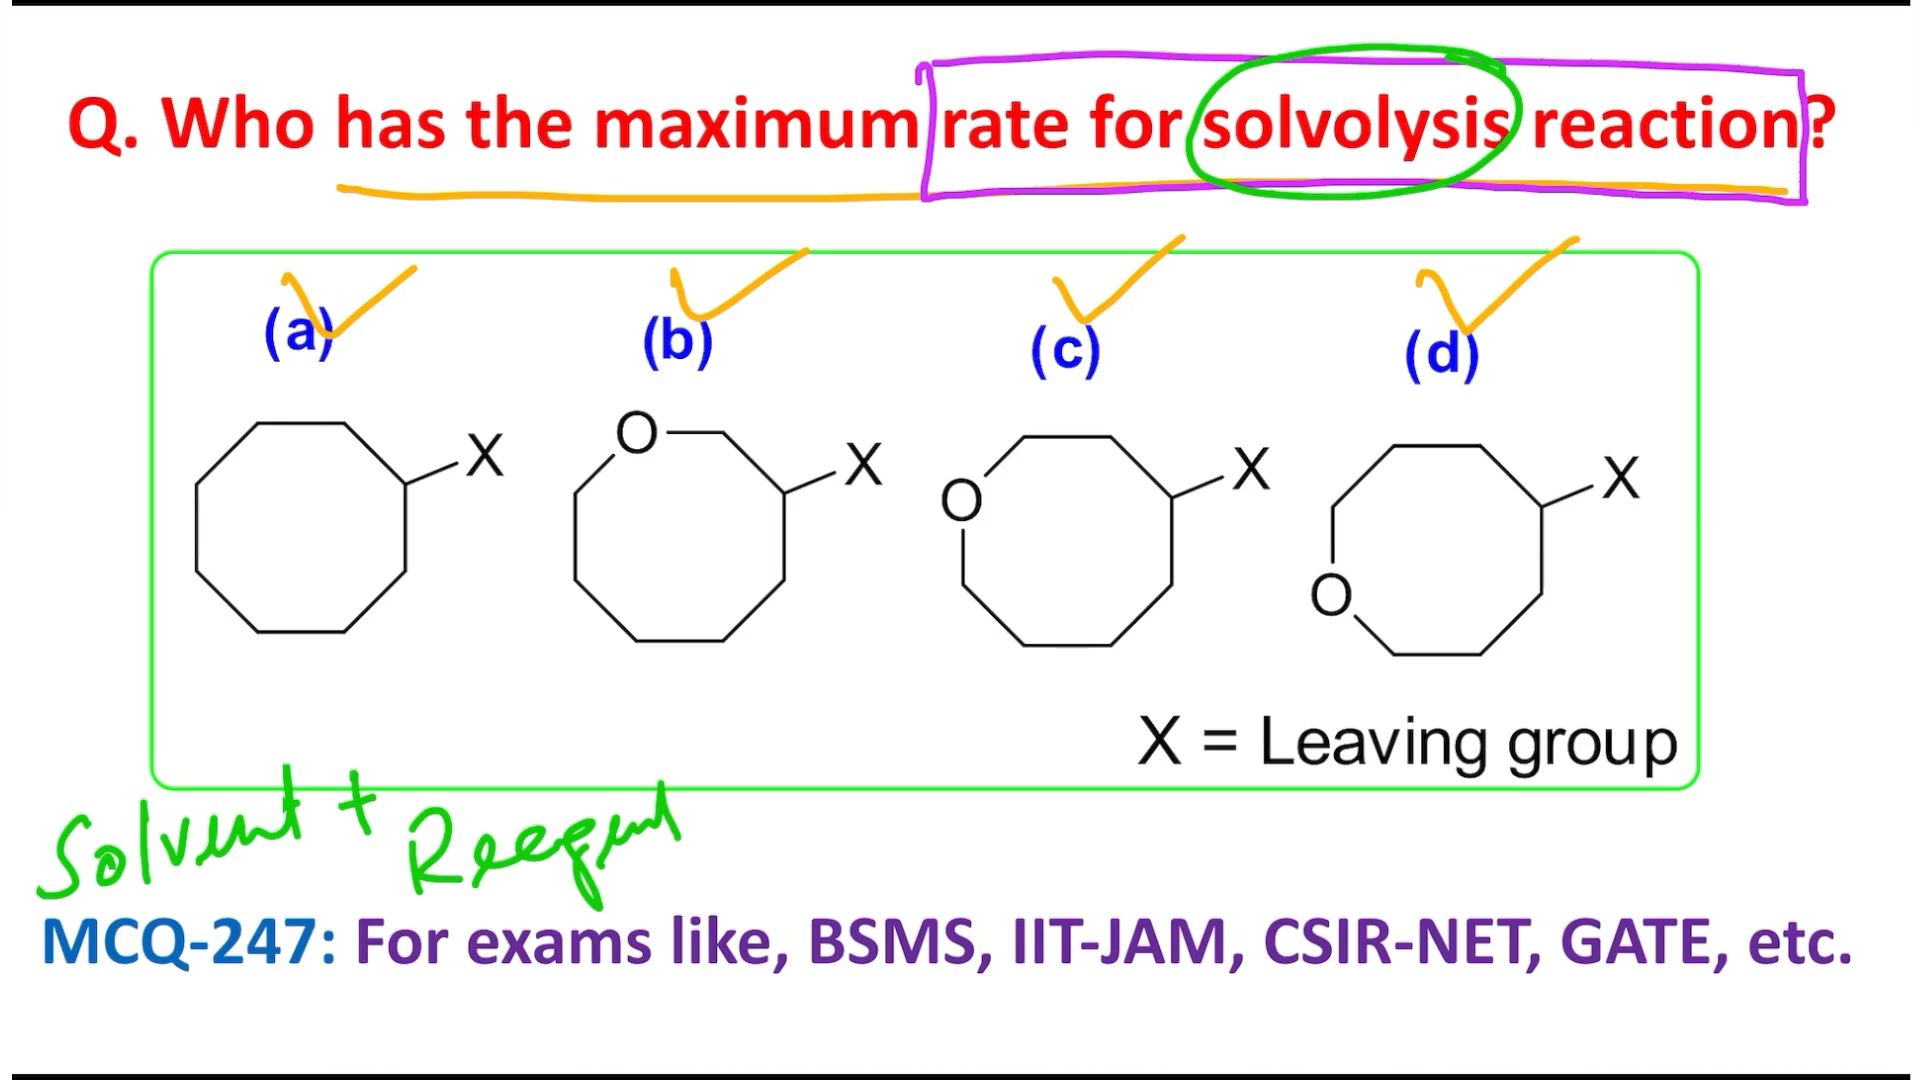 Q. Who has the maximum rate for solvolysis reaction?
(a) (b) (c) (d)
X O X O X O X
X = Leaving group
Solvent + Reagent
MCQ-247: For exams like, BSMS, IIT-JAM, CSIR-NET, GATE, etc.